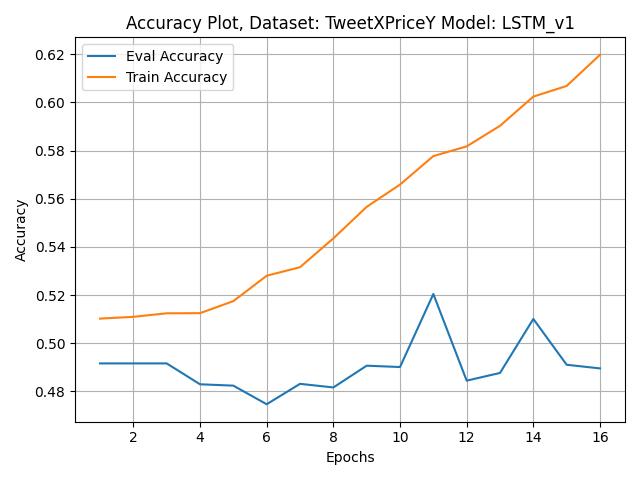 Accuracy Plot, Dataset: TweetXPriceY Model: LSTM_v1
Eval Accuracy
Train Accuracy
0.62
0.60
0.58
0.56
0.54
0.52
0.50
0.48
Accuracy
2 4 6 8 10 12 14 16
Epochs